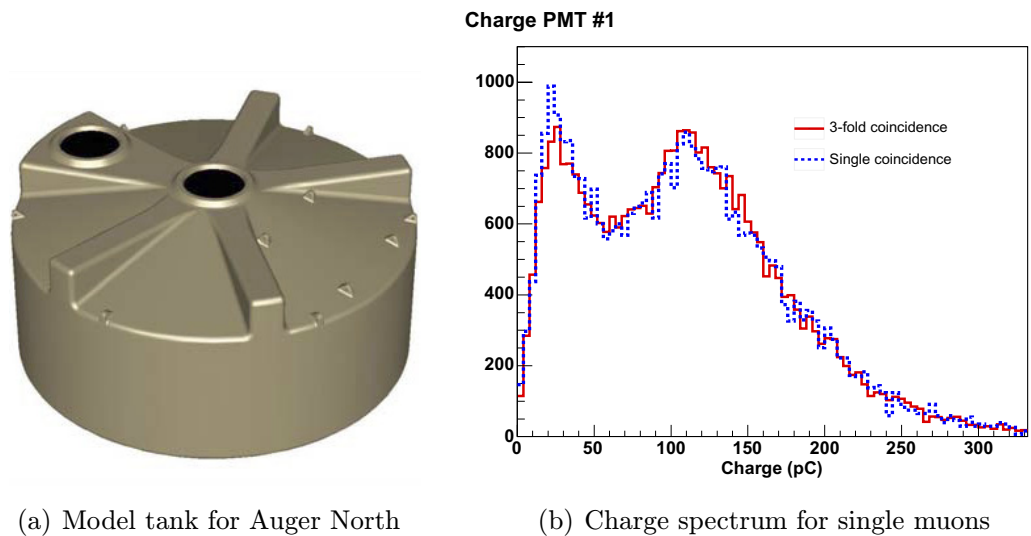 Charge PMT #1
1000
800
600
400
200
0
3-fold coincidence
Single coincidence
0 50 100 150 200 250 300
Charge (pC)
(a) Model tank for Auger North
(b) Charge spectrum for single muons